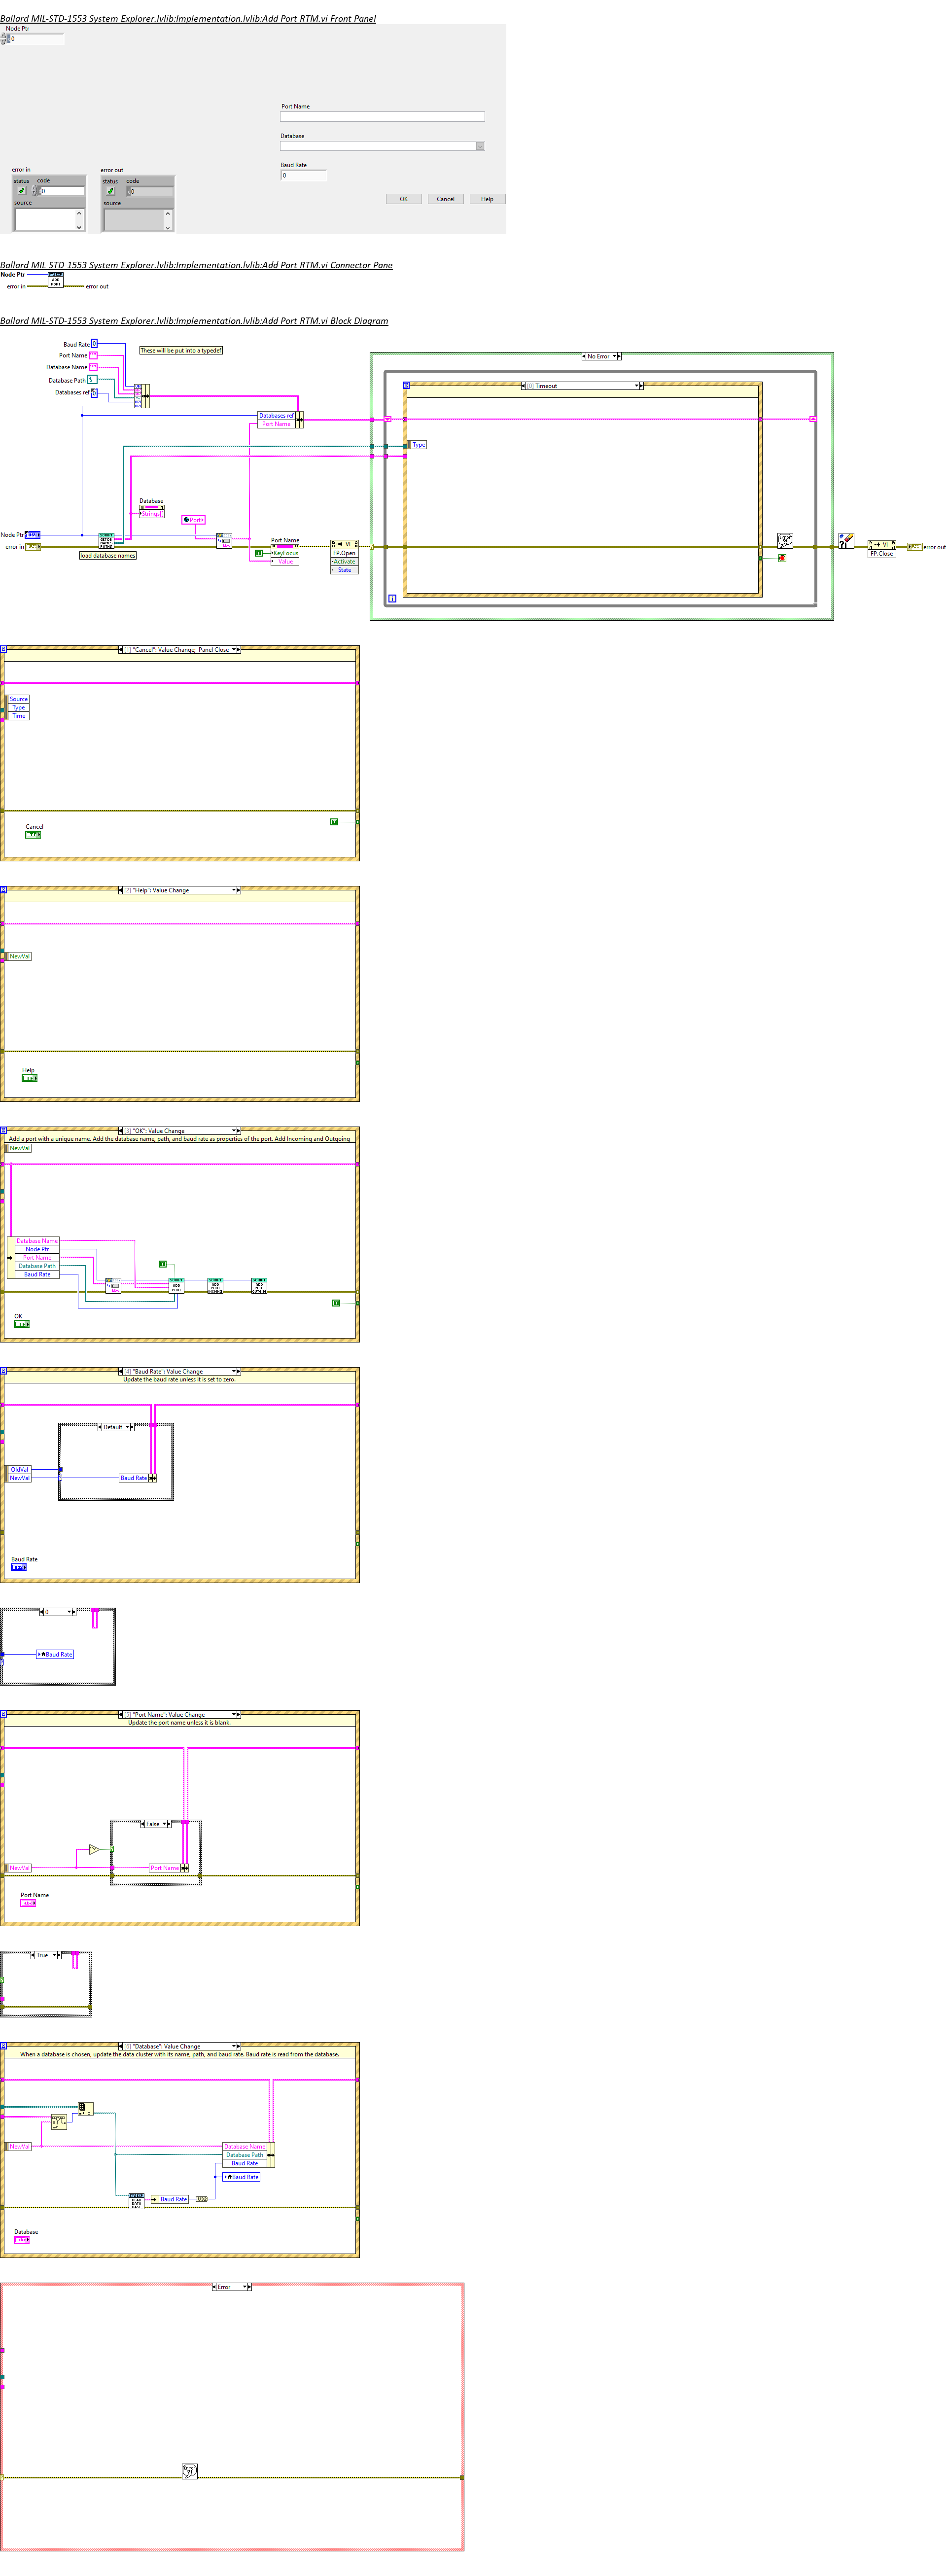 Ballard MIL-STD-1553 System Explorer.lvlib:Implementation.lvlib:Add Port RTM.vi Front Panel
Node Ptr
0
Port Name
Database
...
Baud Rate
0
error in
status code
0
source
error out
status code
0
source
OK Cancel Help
Ballard MIL-STD-1553 System Explorer.lvlib:Implementation.lvlib:Add Port RTM.vi Connector Pane
Node Ptr
error in
ADD PORT
error out
Ballard MIL-STD-1553 System Explorer.lvlib:Implementation.lvlib:Add Port RTM.vi Block Diagram
Baud Rate
Port Name
Database Name
Database Path
Databases ref
These will be put into a typedef
Databases ref
Port Name
No Error
[0] Timeout
Type
Database
Strings[]
Port
Node Ptr
error in
load database names
Port Name
KeyFocus
Value
VI
FP.Open
Activate
State
VI
FP.Close
error out
[1] "Cancel": Value Change; Panel Close
Source
Type
Time
Cancel
[2] "Help": Value Change
NewVal
Help
[3] "OK": Value Change
Add a port with a unique name. Add the database name, path, and baud rate as properties of the port. Add Incoming and Outgoing
NewVal
Database Name
Node Ptr
Port Name
Database Path
Baud Rate
SCRIPT ADD PORT
OK
[4] "Baud Rate": Value Change
Update the baud rate unless it is set to zero.
Default
OldVal
NewVal
Baud Rate
Baud Rate
0
Baud Rate
[5] "Port Name": Value Change
Update the port name unless it is blank.
False
NewVal
Port Name
Port Name
True
[6] "Database": Value Change
When a database is chosen, update the data cluster with its name, path, and baud rate. Baud rate is read from the database.
NewVal
Database Name
Database Path
Baud Rate
Baud Rate
READ DATA BASE
Baud Rate
Database
Error